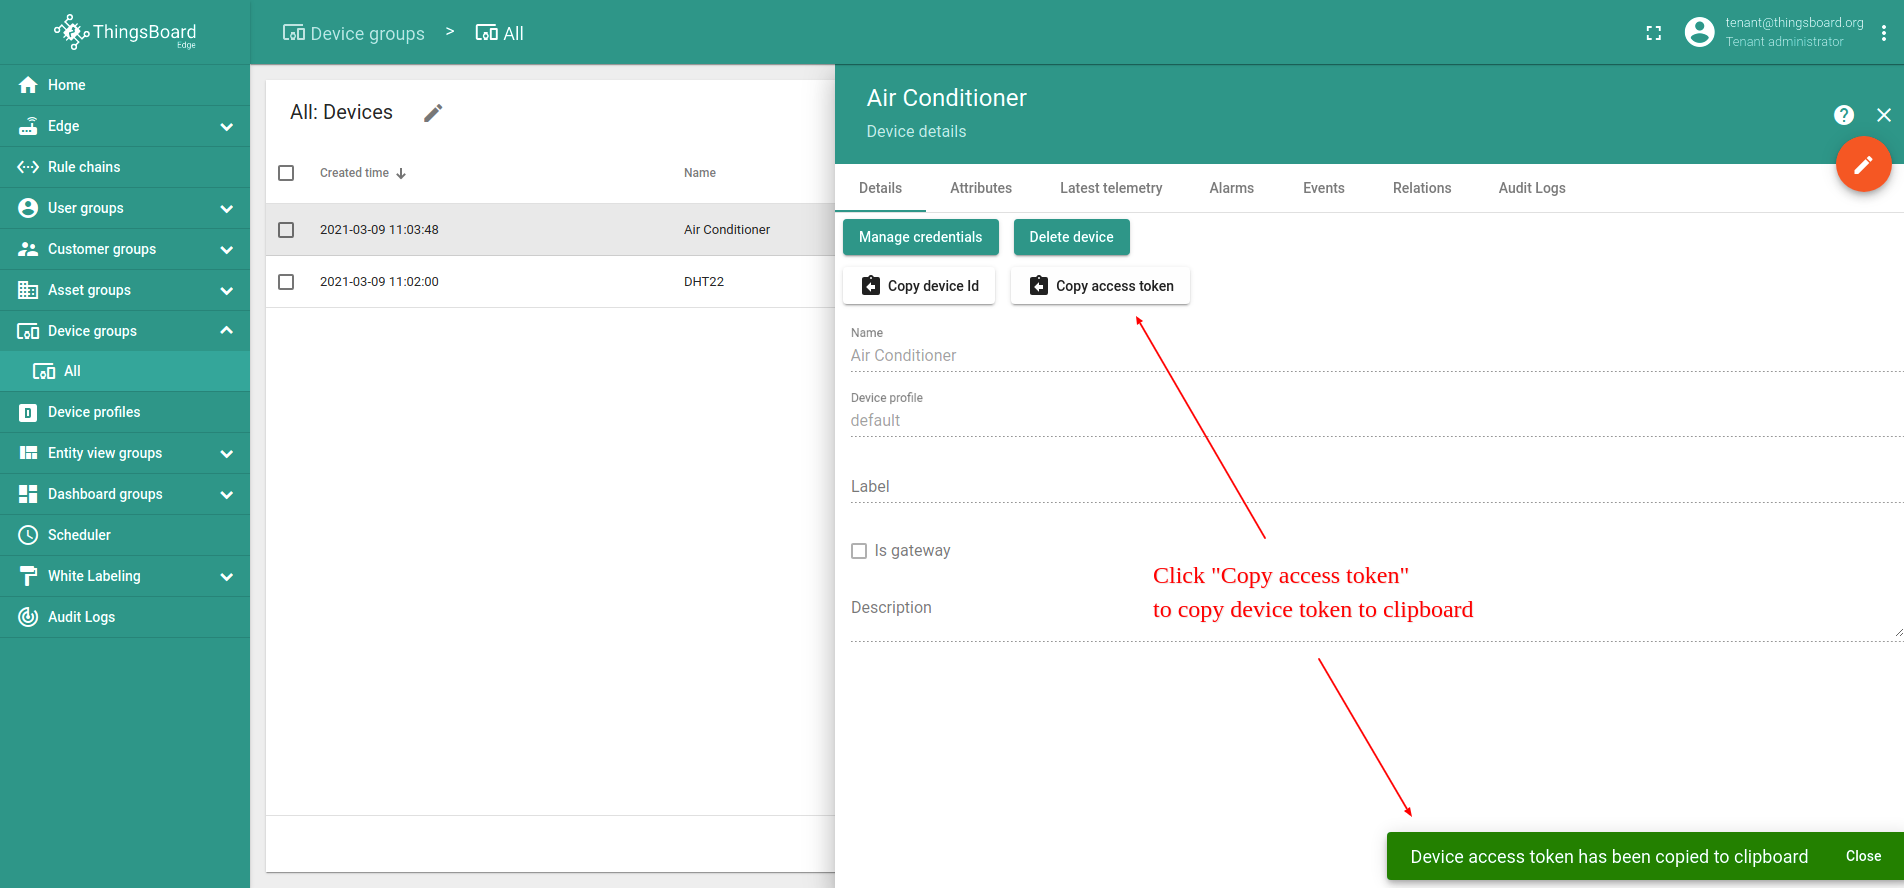 ThingsBoard
Edge
Device groups > All
tenant@thingsboard.org
Tenant administrator
Home
Edge
Rule chains
User groups
Customer groups
Asset groups
Device groups
All
Device profiles
Entity view groups
Dashboard groups
Scheduler
White Labeling
Audit Logs
All: Devices
Created time Name
2021-03-09 11:03:48 Air Conditioner
2021-03-09 11:02:00 DHT22
Air Conditioner
Device details
Details Attributes Latest telemetry Alarms Events Relations Audit Logs
Manage credentials Delete device
Copy device Id Copy access token
Name
Air Conditioner
Device profile
default
Label
Is gateway
Description
Click "Copy access token"
to copy device token to clipboard
Device access token has been copied to clipboard Close